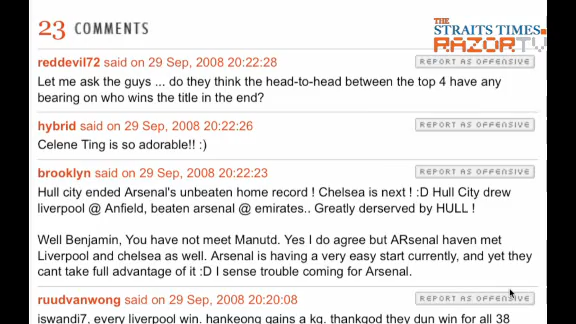 23 COMMENTS
THE
STRAITS TIMES
RAZORTV
reddevil72 said on 29 Sep, 2008 20:22:28
REPORT AS OFFENSIVE
Let me ask the guys ... do they think the head-to-head between the top 4 have any
bearing on who wins the title in the end?
hybrid said on 29 Sep, 2008 20:22:26
REPORT AS OFFENSIVE
Celene Ting is so adorable!! :)
brooklyn said on 29 Sep, 2008 20:22:23
REPORT AS OFFENSIVE
Hull city ended Arsenal's unbeaten home record ! Chelsea is next ! :D Hull City drew
liverpool @ Anfield, beaten arsenal @ emirates.. Greatly derserved by HULL !
Well Benjamin, You have not meet Manutd. Yes I do agree but ARsenal haven met
Liverpool and chelsea as well. Arsenal is having a very easy start currently, and yet they
cant take full advantage of it :D I sense trouble coming for Arsenal.
ruudvanwong said on 29 Sep, 2008 20:20:08
REPORT AS OFFENSIVE
iswandi7, every liverpool win. hankeong gains a kg. thankgod they dun win for all 38